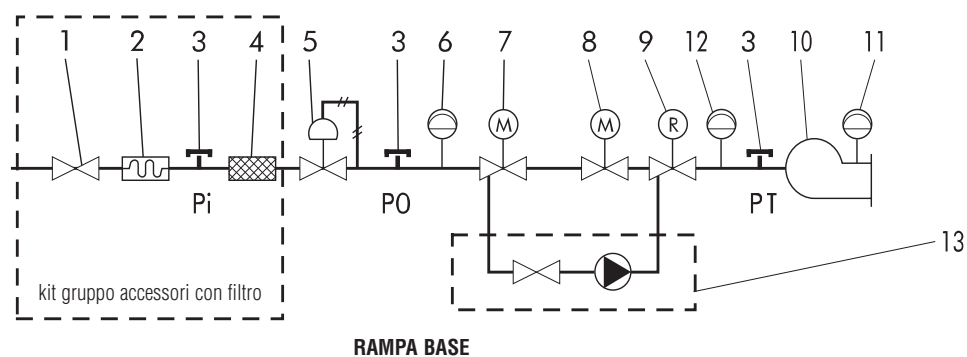 1 2 3 4 5 3 6 7 8 9 12 3 10 11
M M R
Pi PO PT
13
kit gruppo accessori con filtro
RAMPA BASE